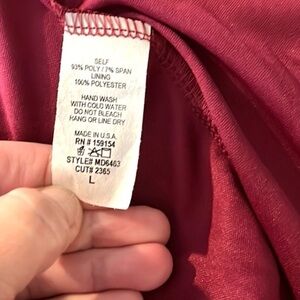 SELF
93% POLY / 7% SPAN
LINING
100% POLYESTER
HAND WASH
WITH COLD WATER
DO NOT BLEACH
HANG OR LINE DRY
MADE IN U.S.A.
RN # 159154
STYLE# MD6463
CUT# 2365
L